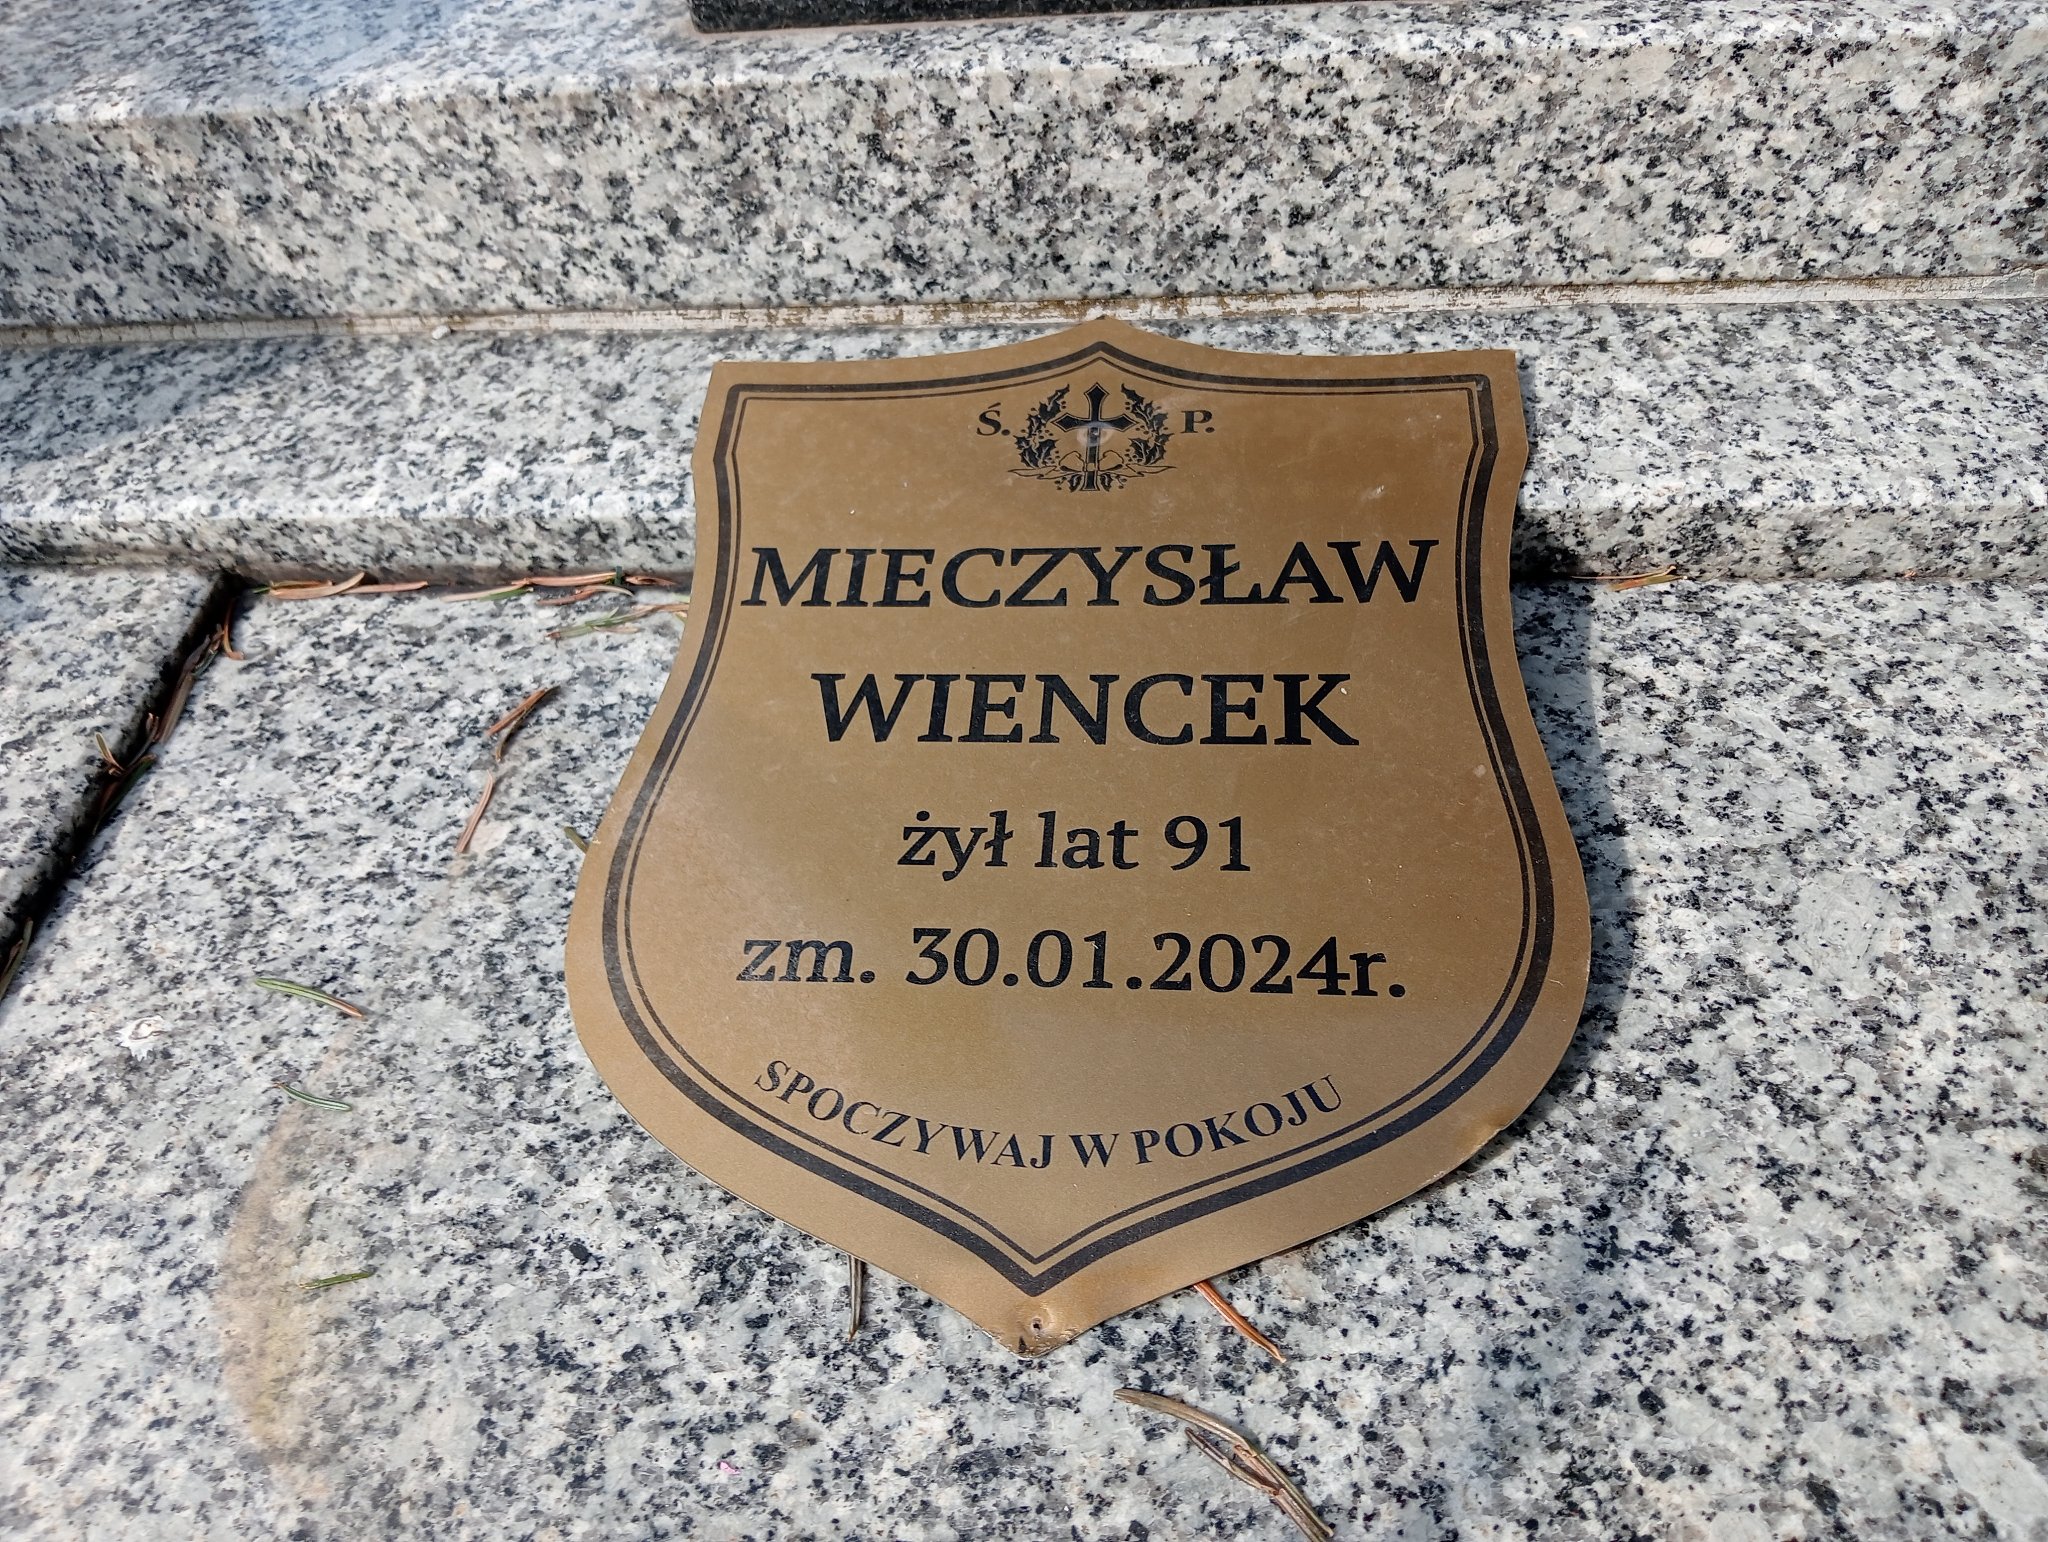 Ś. P.
MIECZYSŁAW
WIENCEK
żył lat 91
zm. 30.01.2024r.
SPOCZYWAJ W POKOJU